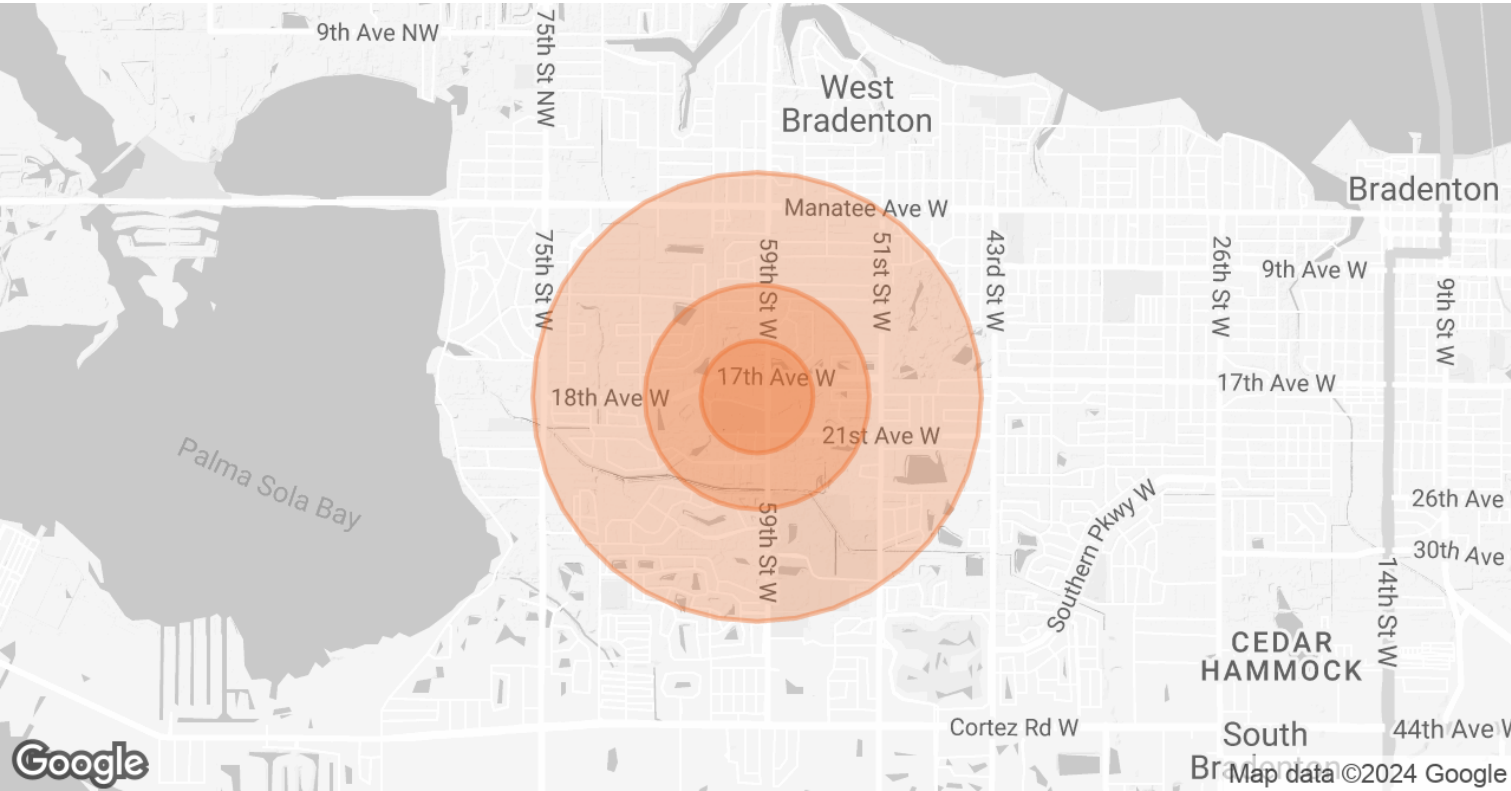 9th Ave NW
75th St NW
West
Bradenton
Bradenton
Manatee Ave W
75th St W
59th St W
51st St W
43rd St W
26th St W
9th Ave W
9th St W
17th Ave W
17th Ave W
18th Ave W
21st Ave W
Palma Sola Bay
26th Ave
59th St W
Southern Pkwy W
30th Ave
14th St W
CEDAR
HAMMOCK
Cortez Rd W
South
44th Ave W
Google
Map data ©2024 Google